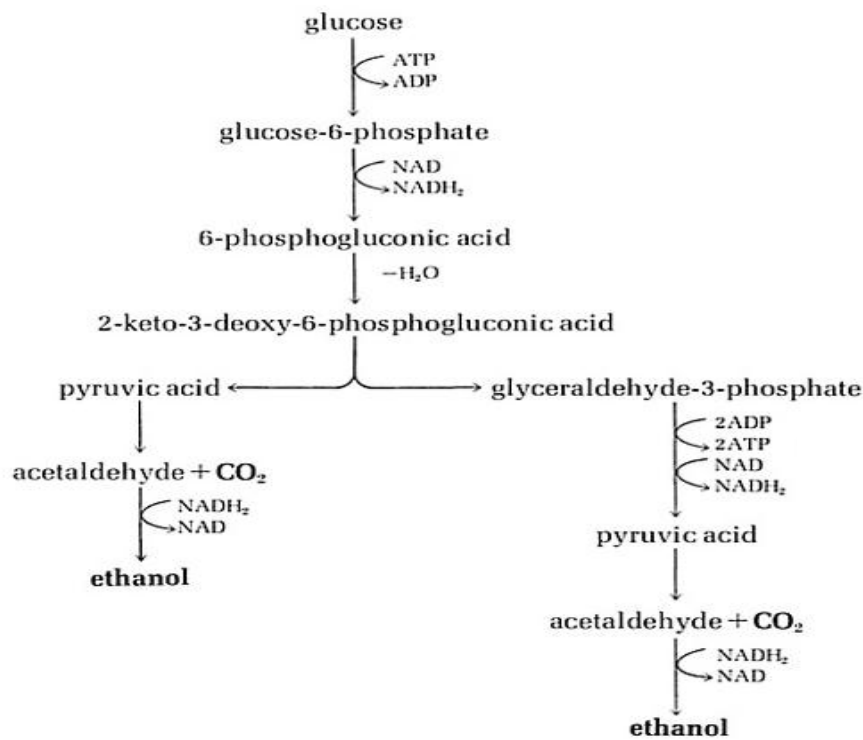 glucose
ATP
ADP
glucose-6-phosphate
NAD
NADH₂
6-phosphogluconic acid
−H₂O
2-keto-3-deoxy-6-phosphogluconic acid
pyruvic acid
glyceraldehyde-3-phosphate
2ADP
2ATP
acetaldehyde + CO₂
NAD
NADH₂
NADH₂
NAD
pyruvic acid
ethanol
acetaldehyde + CO₂
NADH₂
NAD
ethanol